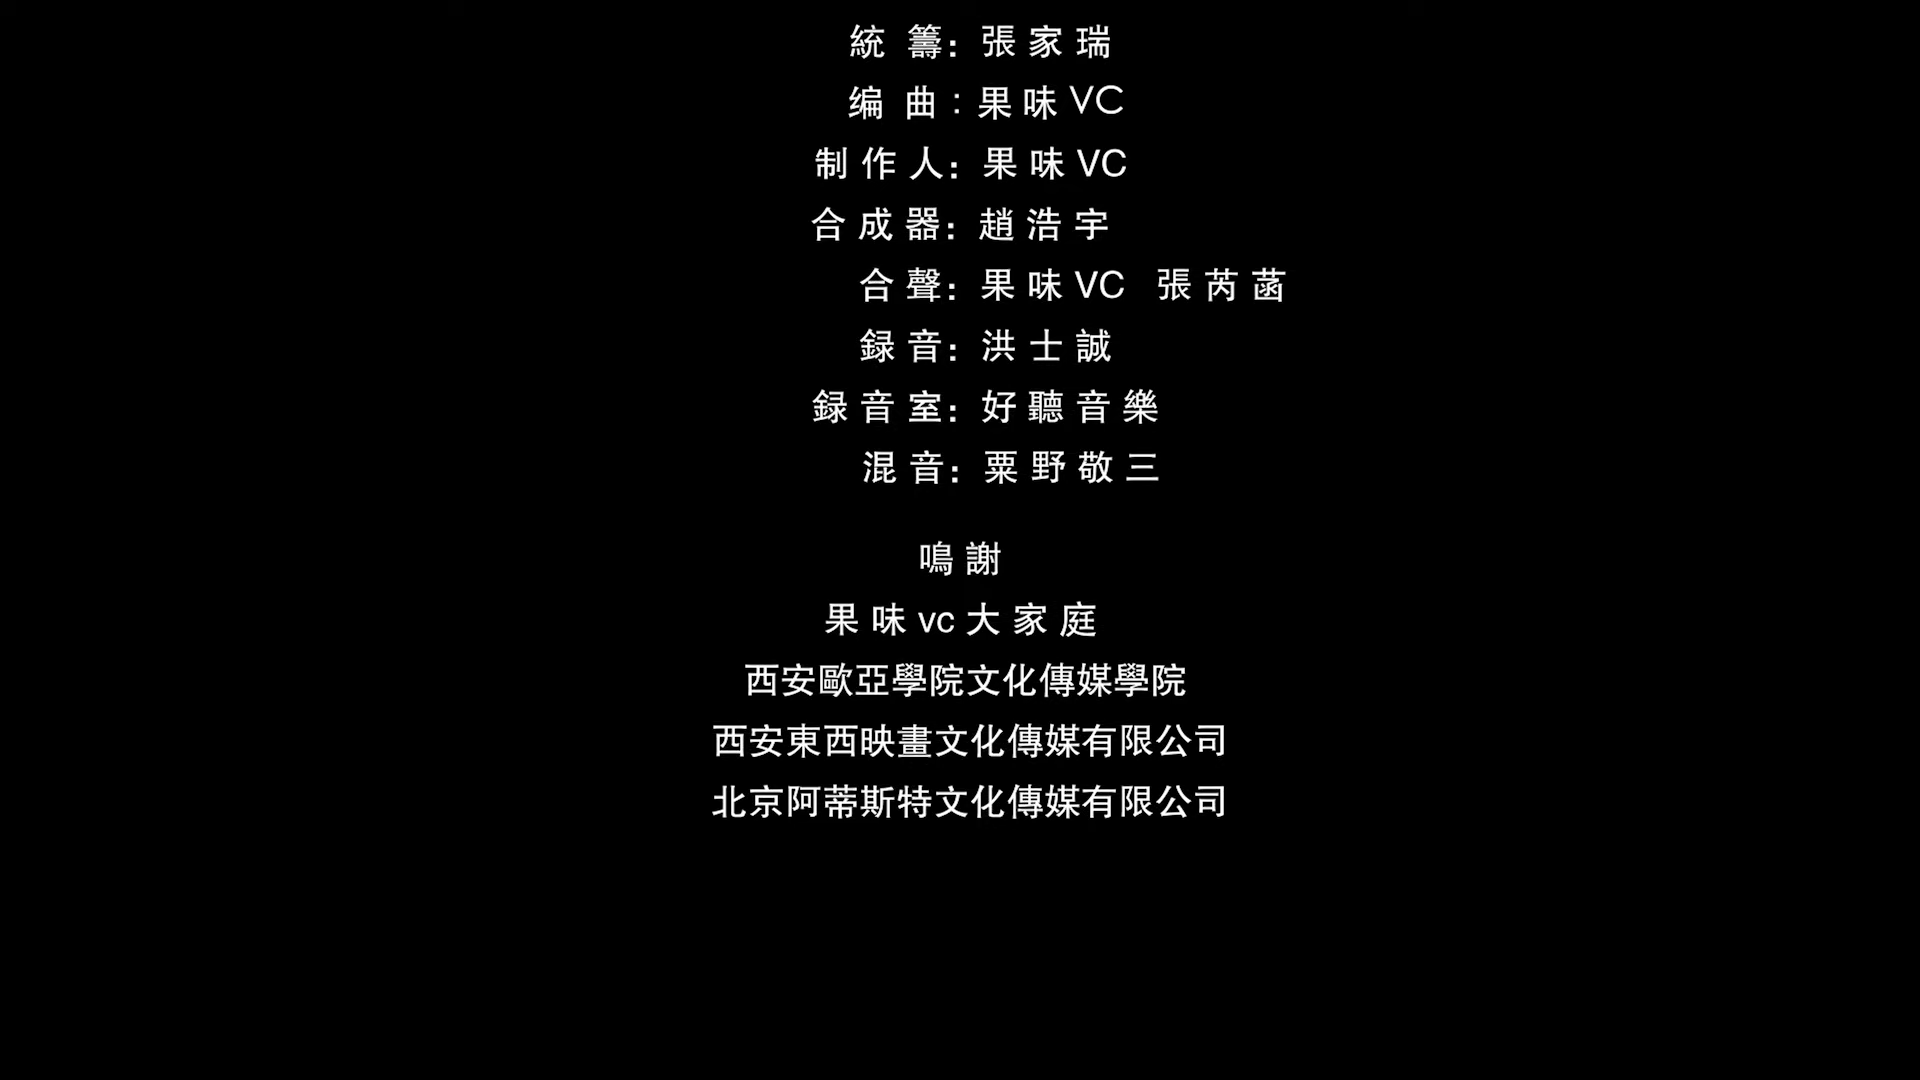 統 籌：張 家 瑞
编 曲：果 味 VC
制 作 人：果 味 VC
合 成 器：趙 浩 宇
合 聲：果 味 VC 張 芮 菡
録 音：洪 士 誠
録 音 室：好 聽 音 樂
混 音：粟 野 敬 三
鳴 謝
果 味 vc 大 家 庭
西安歐亞學院文化傳媒學院
西安東西映畫文化傳媒有限公司
北京阿蒂斯特文化傳媒有限公司